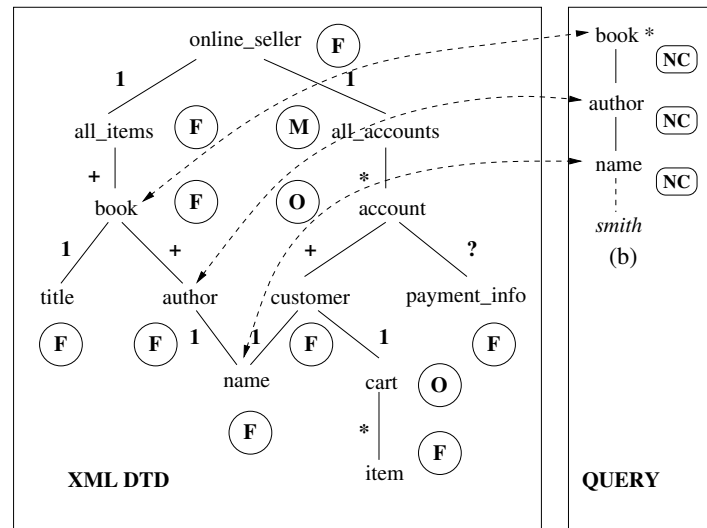 online_seller F
1 1
all_items F M all_accounts
+ *
book F O account
1 + + ?
title author customer payment_info
F F 1 1 F 1 F
name cart O
F * F
item
XML DTD
book *
NC
author
NC
name
NC
smith
(b)
QUERY